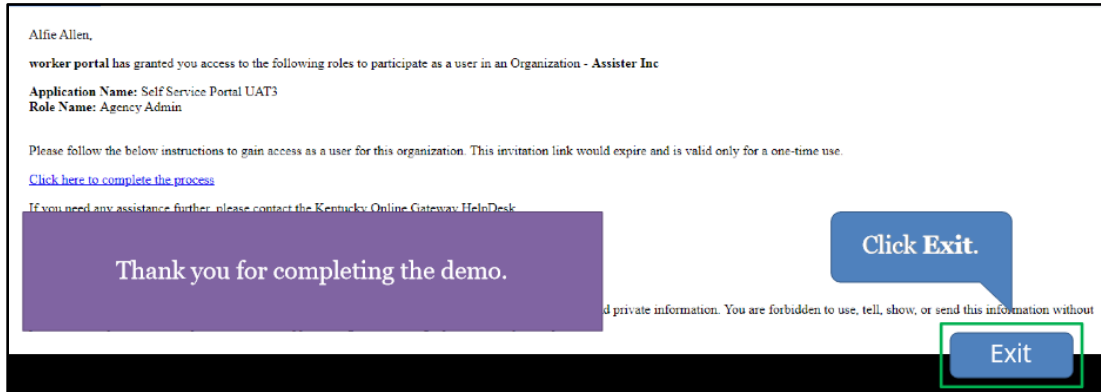 Alfie Allen,
worker portal has granted you access to the following roles to participate as a user in an Organization - Assister Inc
Application Name: Self Service Portal UAT3
Role Name: Agency Admin
Please follow the below instructions to gain access as a user for this organization. This invitation link would expire and is valid only for a one-time use.
Click here to complete the process
If you need any assistance further, please contact the Kentucky Online Gateway HelpDesk
Click Exit.
Thank you for completing the demo.
d private information. You are forbidden to use, tell, show, or send this information without
Exit